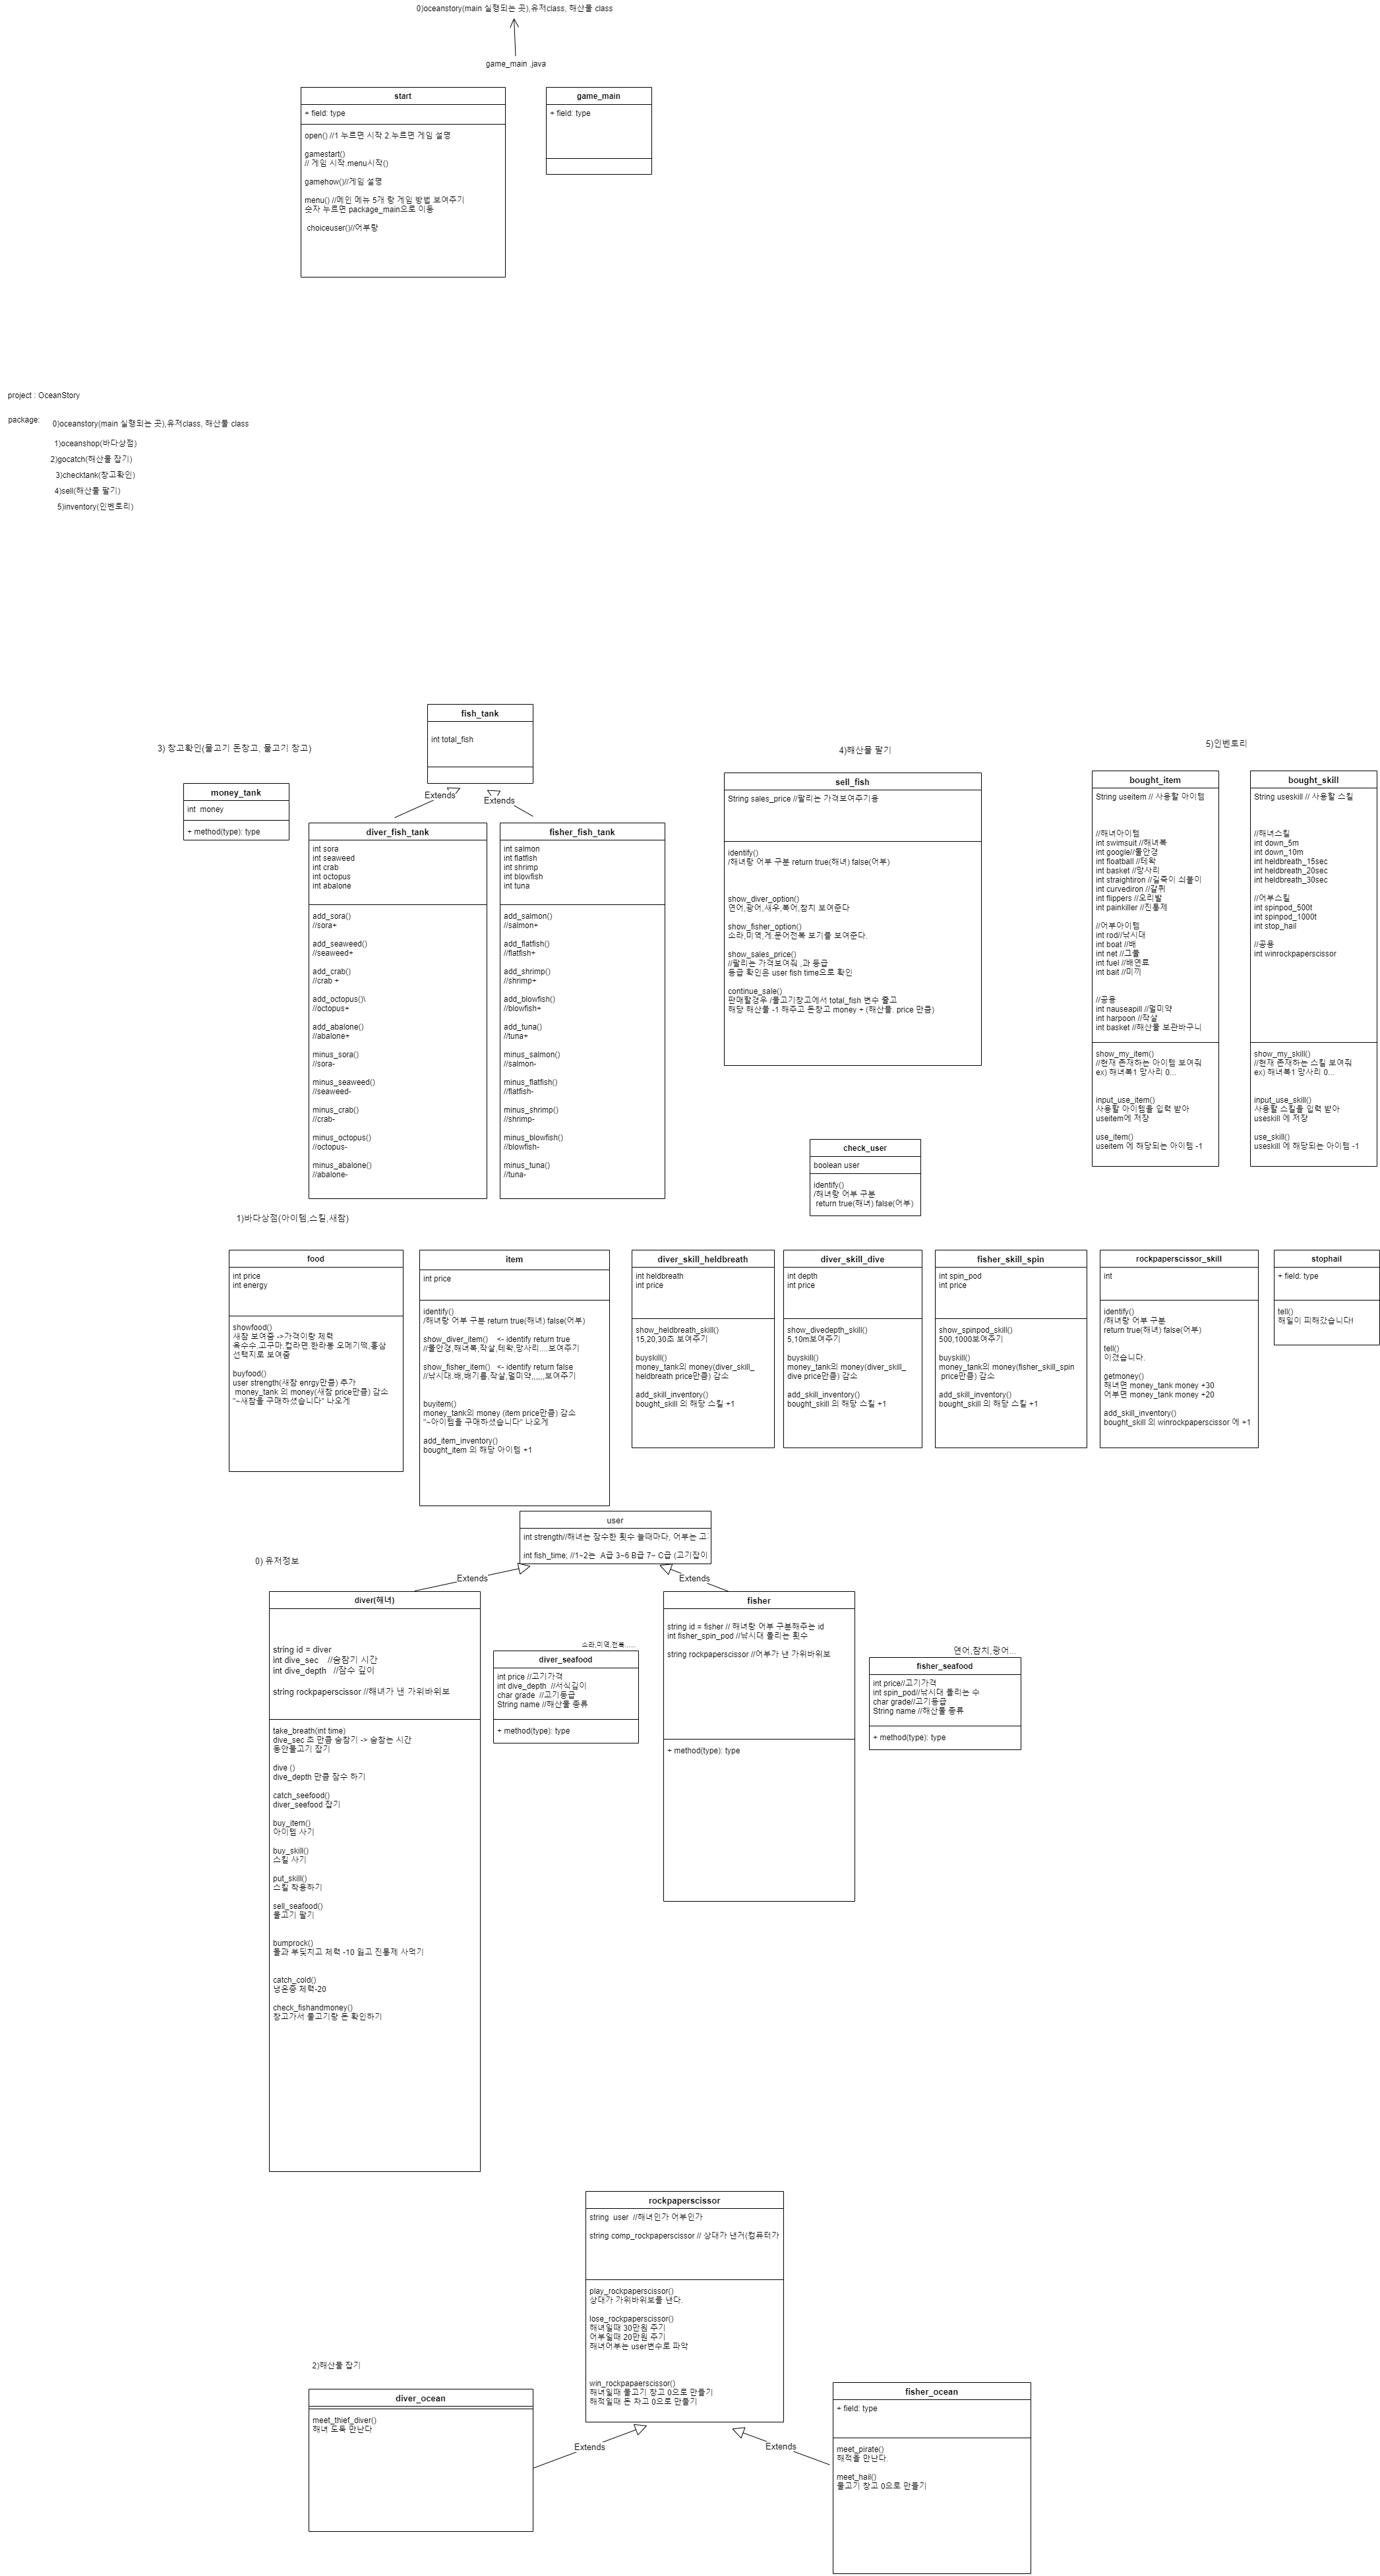 0)oceanstory(main 실행되는 곳),유저class, 해산물 class
game_main .java
start
+ field: type
open() //1 누르면 시작 2.누르면 게임 설명
gamestart()
// 게임 시작.menu시작()
gamehow()//게임 설명
menu() //메인 메뉴 5개 랑 게임 방법 보여주기
숫자 누르면 package_main으로 이동
choiceuser()//어부랑
game_main
+ field: type
project : OceanStory
package:
0)oceanstory(main 실행되는 곳),유저class, 해산물 class
1)oceanshop(바다상점)
2)gocatch(해산물 잡기)
3)checktank(창고확인)
4)sell(해산물 팔기)
5)inventory(인벤토리)
3) 창고확인(물고기 돈창고, 물고기 창고)
money_tank
int  money
+ method(type): type
fish_tank
int total_fish
Extends
Extends
diver_fish_tank
int sora
int seaweed
int crab
int octopus
int abalone
add_sora()
//sora+
add_seaweed()
//seaweed+
add_crab()
//crab +
add_octopus()\
//octopus+
add_abalone()
//abalone+
minus_sora()
//sora-
minus_seaweed()
//seaweed-
minus_crab()
//crab-
minus_octopus()
//octopus-
minus_abalone()
//abalone-
fisher_fish_tank
int salmon
int flatfish
int shrimp
int blowfish
int tuna
add_salmon()
//salmon+
add_flatfish()
//flatfish+
add_shrimp()
//shrimp+
add_blowfish()
//blowfish+
add_tuna()
//tuna+
minus_salmon()
//salmon-
minus_flatfish()
//flatfish-
minus_shrimp()
//shrimp-
minus_blowfish()
//blowfish-
minus_tuna()
//tuna-
4)해산물 팔기
sell_fish
String sales_price //팔리는 가격보여주기용
identify()
/해녀랑 어부 구분 return true(해녀) false(어부)
show_diver_option()
연어,광어,새우,복어,참치 보여준다
show_fisher_option()
소라,미역,게.문어전복 보기를 보여준다.
show_sales_price()
//팔리는 가격보여줘 ,과 등급
등급 확인은 user fish time으로 확인
continue_sale()
판매할경우 /물고기창고에서 total_fish 변수 줄고
해당 해산물 -1 해주고 돈창고 money + (해산물. price 만큼)
check_user
boolean user
identify()
/해녀랑 어부 구분
return true(해녀) false(어부)
5)인벤토리
bought_item
String useitem // 사용할 아이템
//해녀아이템
int swimsuit //해녀복
int google//물안경
int floatball //테왁
int basket //망사리
int straightiron //길쭉이 쇠붙이
int curvediron //갈퀴
int flippers //오리발
int painkiller //진통제
//어부아이템
int rod//낚시대
int boat //배
int net //그물
int fuel //배연료
int bait //미끼
//공용
int nauseapill //멀미약
int harpoon //작살
int basket //해산물 보관바구니
show_my_item()
//현재 존재하는 아이템 보여줘
ex) 해녀복1 망사리 0...
input_use_item()
사용할 아이템을 입력 받아
useitem에 저장
use_item()
useitem 에 해당되는 아이템 -1
bought_skill
String useskill // 사용할 스킬
//해녀스킬
int down_5m
int down_10m
int heldbreath_15sec
int heldbreath_20sec
int heldbreath_30sec
//어부스킬
int spinpod_500t
int spinpod_1000t
int stop_hail
//공용
int winrockpaperscissor
show_my_skill()
//현재 존재하는 스킬 보여줘
ex) 해녀복1 망사리 0...
input_use_skill()
사용할 스킬을 입력 받아
useskill 에 저장
use_skill()
useskill 에 해당되는 아이템 -1
1)바다상점(아이템,스킬,새참)
food
int price
int energy
showfood()
새참 보여줌 ->가격이랑 체력
옥수수.고구마.컵라면.한라봉 오메기떡,홍삼
선택지로 보여줌
buyfood()
user strength(새참 enrgy만큼) 추가
money_tank 의 money(새참 price만큼) 감소
"~새참을 구매하셨습니다" 나오게
item
int price
identify()
/해녀랑 어부 구분 return true(해녀) false(어부)
show_diver_item()    <- identify return true
//물안경,해녀복,작살,테왁,망사리....보여주기
show_fisher_item()   <- identify return false
//낚시대.배,배기름,작살,멀미약,,,,,,보여주기
buyitem()
money_tank의 money (item price만큼) 감소
"~아이템을 구매하셨습니다" 나오게
add_item_inventory()
bought_item 의 해당 아이템 +1
diver_skill_heldbreath
int heldbreath
int price
show_heldbreath_skill()
15,20,30초 보여주기
buyskill()
money_tank의 money(diver_skill_
heldbreath price만큼) 감소
add_skill_inventory()
bought_skill 의 해당 스킬 +1
diver_skill_dive
int depth
int price
show_divedepth_skill()
5,10m보여주기
buyskill()
money_tank의 money(diver_skill_
dive price만큼) 감소
add_skill_inventory()
bought_skill 의 해당 스킬 +1
fisher_skill_spin
int spin_pod
int price
show_spinpod_skill()
500,1000보여주기
buyskill()
money_tank의 money(fisher_skill_spin
price만큼) 감소
add_skill_inventory()
bought_skill 의 해당 스킬 +1
rockpaperscissor_skill
int
identify()
/해녀랑 어부 구분
return true(해녀) false(어부)
tell()
이겼습니다.
getmoney()
해녀면 money_tank money +30
어부면 money_tank money +20
add_skill_inventory()
bought_skill 의 winrockpaperscissor 에 +1
stophail
+ field: type
tell()
해일이 피해갔습니다!
0) 유저정보
user
int strength//해녀는 잠수한 횟수 늘때마다, 어부는 고
int fish_time; //1~2는  A급 3~6 B급 7~ C급 (고기잡이
Extends
Extends
diver(해녀)
string id = diver
int dive_sec    //숨참기 시간
int dive_depth   //잠수 깊이
string rockpaperscissor //해녀가 낸 가위바위보
take_breath(int time)
dive_sec 초 만큼 숨참기 -> 숨참는 시간
동안물고기 잡기
dive ()
dive_depth 만큼 잠수 하기
catch_seefood()
diver_seefood 잡기
buy_item()
아이템 사기
buy_skill()
스킬 사기
put_skill()
스킬 착용하기
sell_seafood()
물고기 팔기
bumprock()
돌과 부딪치고 체력 -10 잃고 진통제 사먹기
catch_cold()
냉온증 체력-20
check_fishandmoney()
창고가서 물고기랑 돈 확인하기
소라,미역,전복......
diver_seafood
int price //고기가격
int dive_depth  //서식깊이
char grade  //고기등급
String name //해산물 종류
+ method(type): type
fisher
string id = fisher // 해녀랑 어부 구분해주는 id
int fisher_spin_pod //낚시대 돌리는 횟수
string rockpaperscissor //어부가 낸 가위바위보
+ method(type): type
연어,참치,광어...
fisher_seafood
int price//고기가격
int spin_pod//낚시대 돌리는 수
char grade//고기등급
String name //해산물 종류
+ method(type): type
rockpaperscissor
string  user  //해녀인가 어부인가
string comp_rockpaperscissor // 상대가 낸거(컴퓨터가
play_rockpaperscissor()
상대가 가위바위보를 낸다.
lose_rockpaperscissor()
해녀일때 30만원 주기
어부일때 20만원 주기
해녀어부는 user변수로 파악
win_rockpapaerscissor()
해녀일때 물고기 창고 0으로 만들기
해적일때 돈 차고 0으로 만들기
2)해산물 잡기
diver_ocean
meet_thief_diver()
해녀 도둑 만난다
Extends
Extends
fisher_ocean
+ field: type
meet_pirate()
해적을 만난다.
meet_hail()
물고기 창고 0으로 만들기